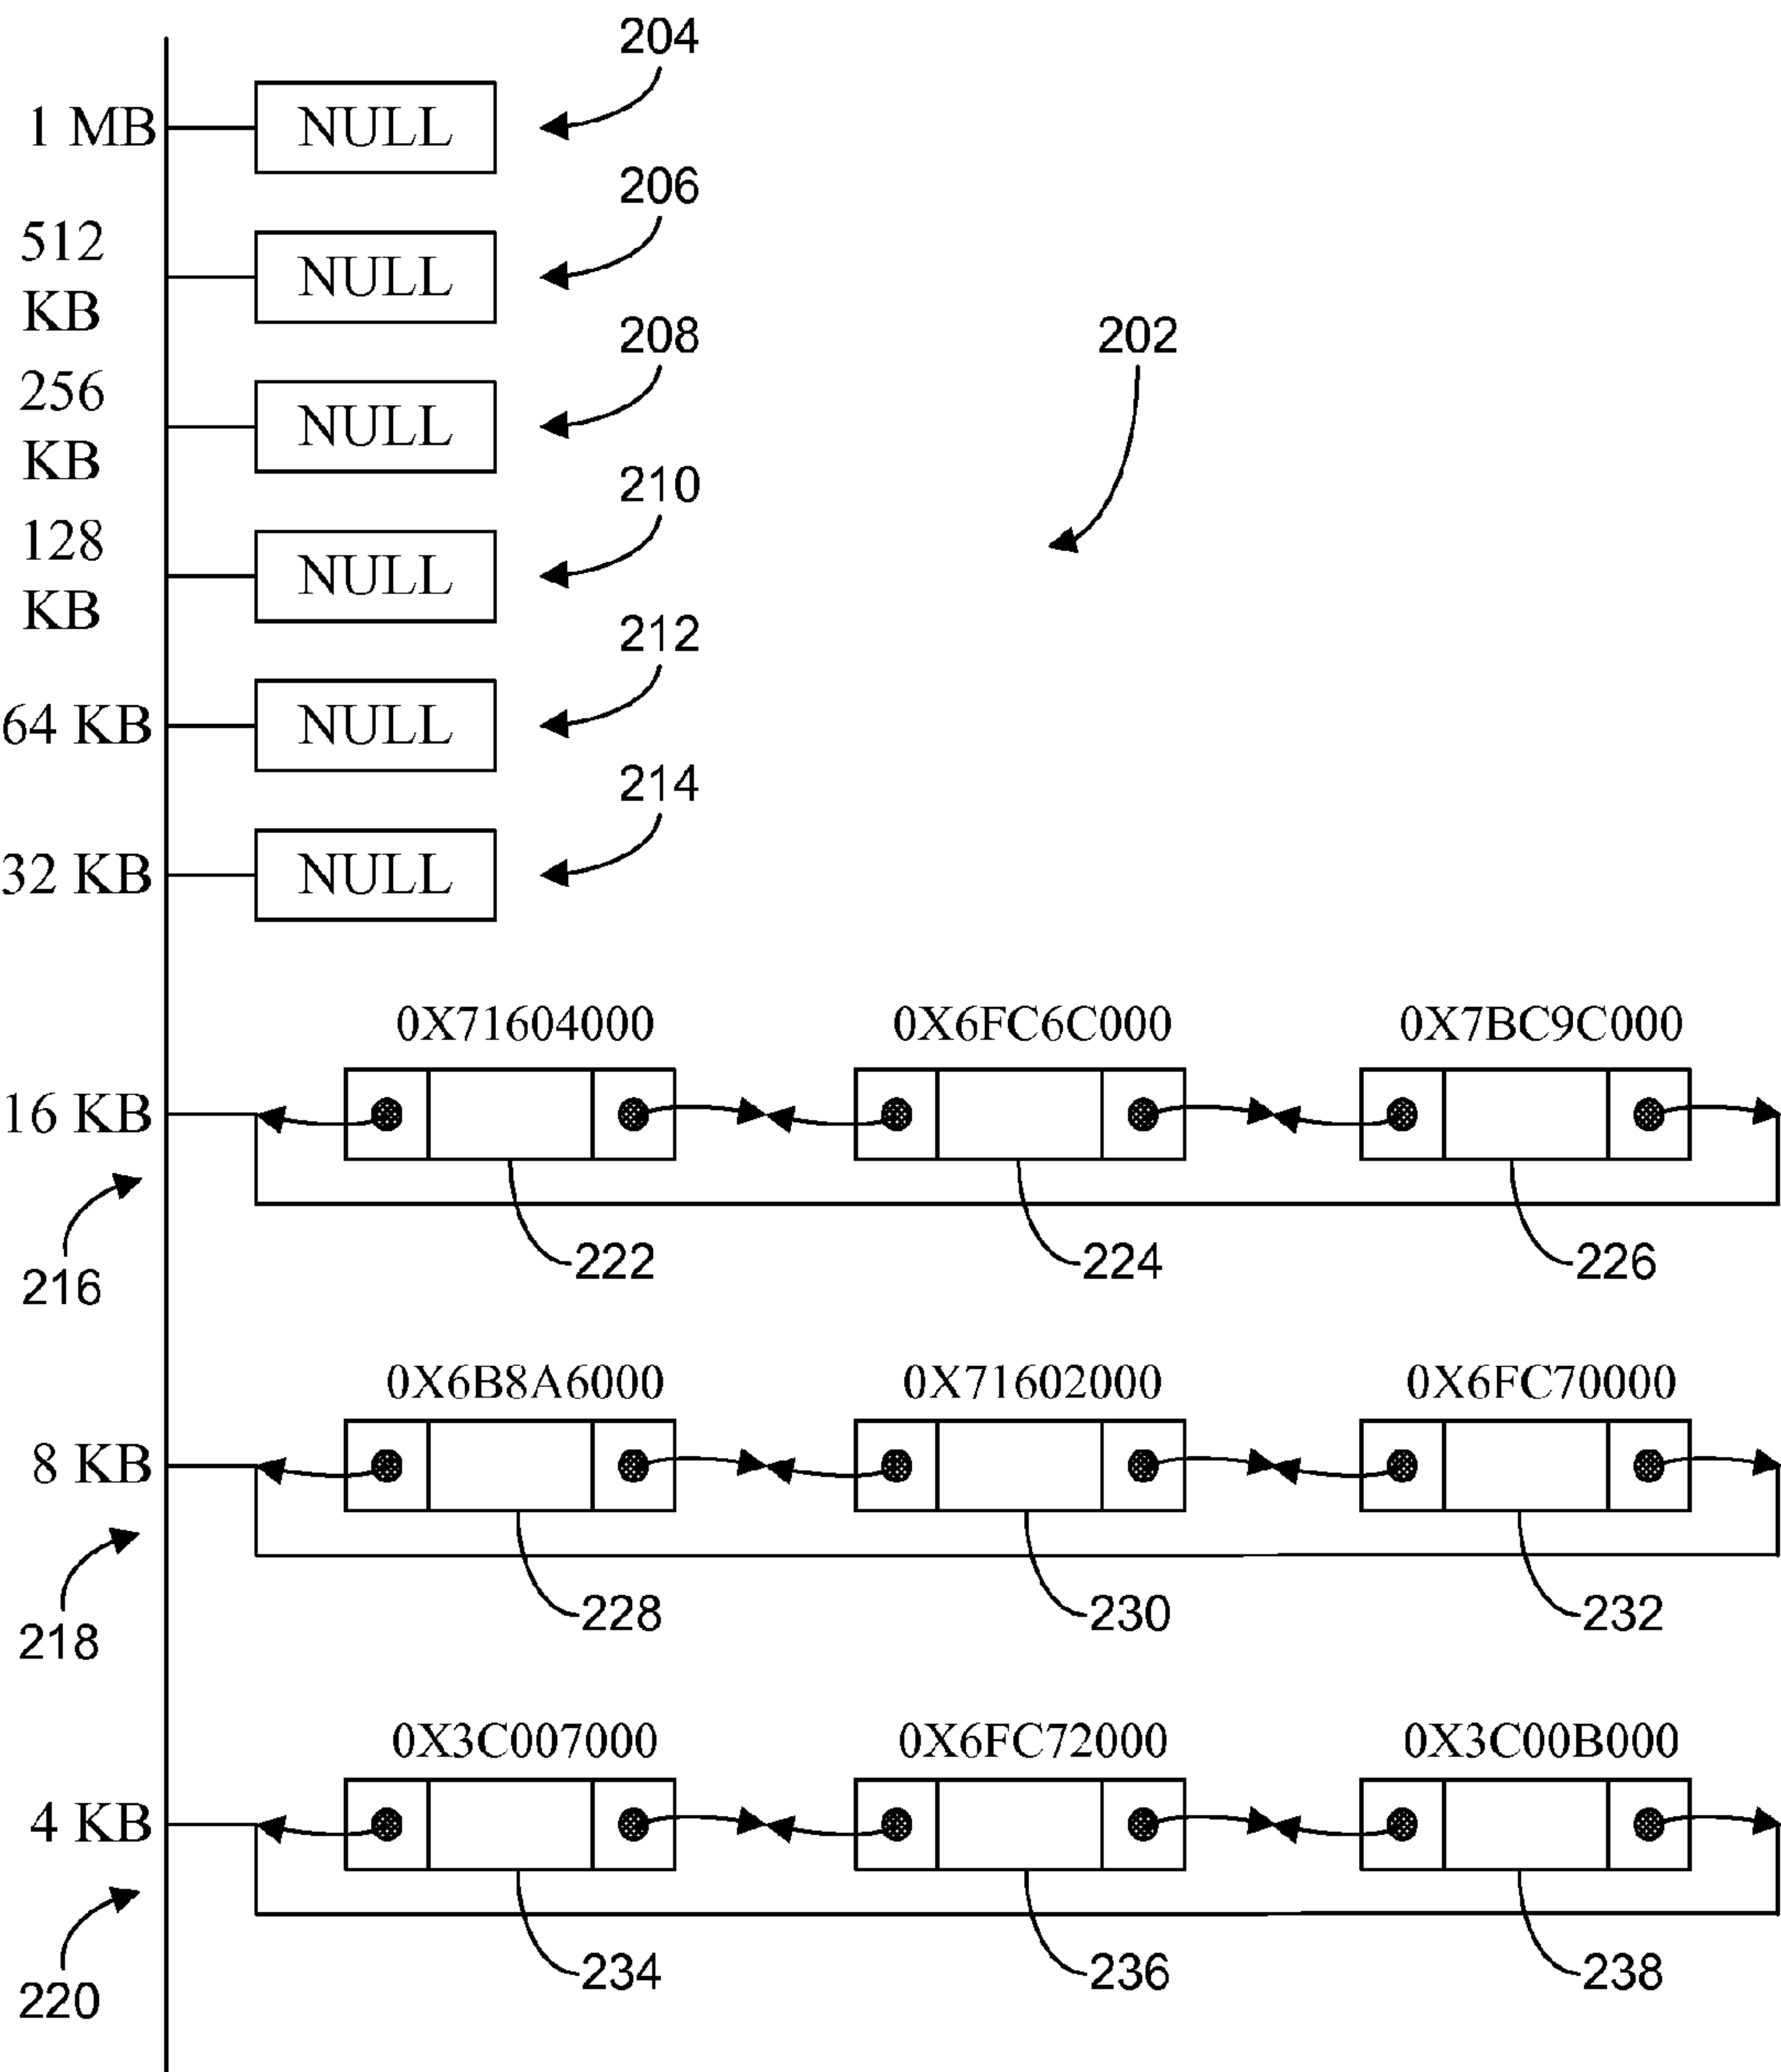 204
1 MB NULL
206
512
KB
NULL
208
202
256
KB
NULL
210
128
KB
NULL
212
64 KB NULL
214
32 KB NULL
0X71604000 0X6FC6C000 0X7BC9C000
16 KB
222 224 226
216
0X6B8A6000 0X71602000 0X6FC70000
8 KB
228 230 232
218
0X3C007000 0X6FC72000 0X3C00B000
4 KB
234 236 238
220